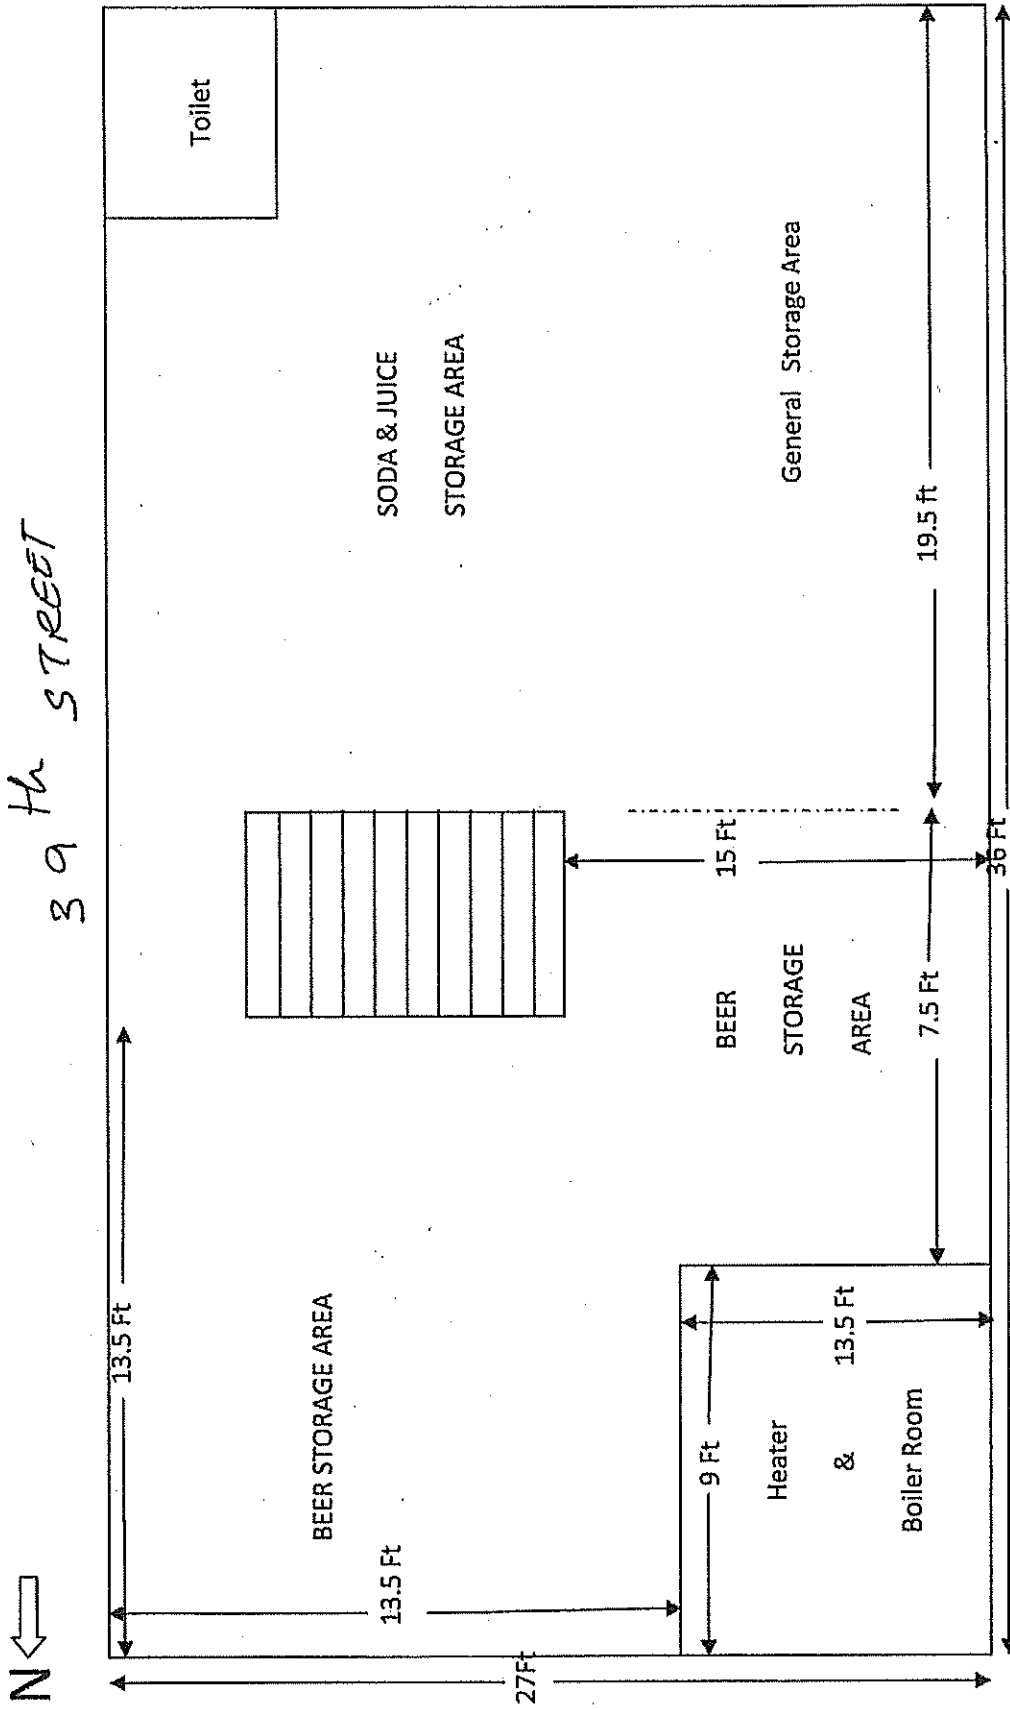 N
39th STREET
Toilet
13.5 Ft
SODA & JUICE
STORAGE AREA
BEER STORAGE AREA
13.5 Ft
27Ft
9 Ft
Heater
&
Boiler Room
13.5 Ft
15 Ft
BEER
STORAGE
AREA
7.5 Ft
General Storage Area
19.5 ft
36 Ft